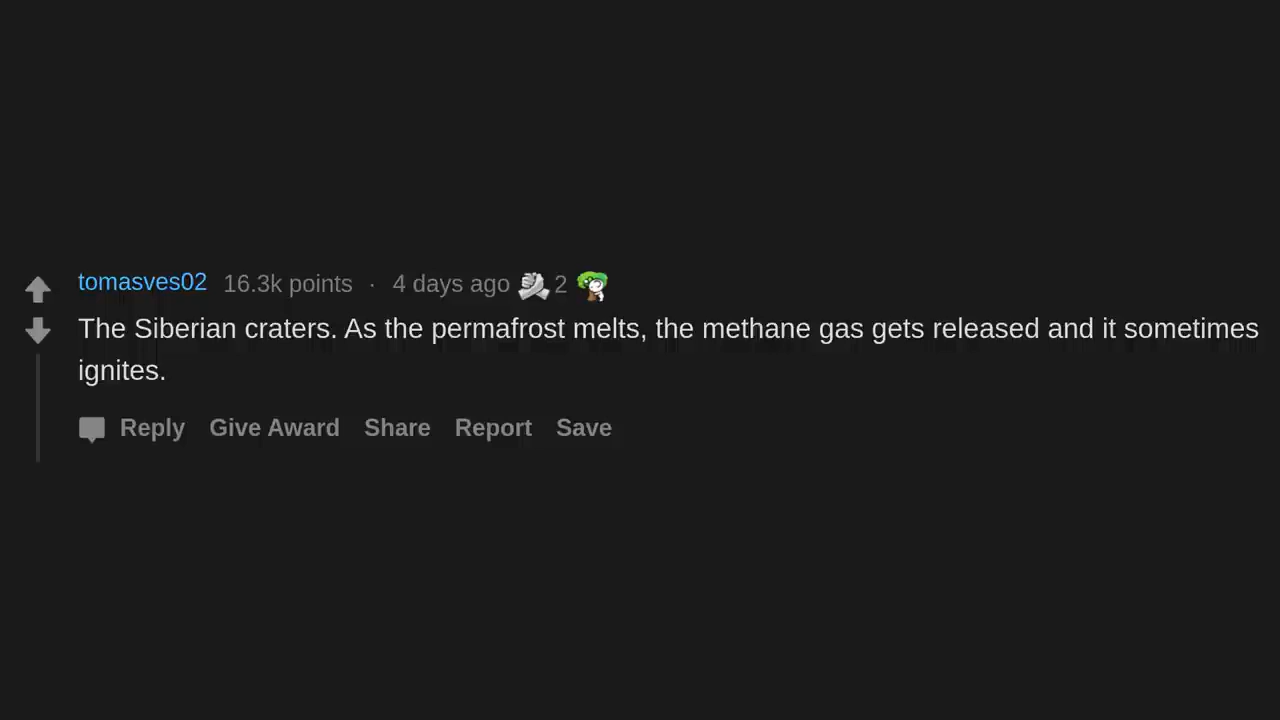 tomasves02 16.3k points · 4 days ago 2
The Siberian craters. As the permafrost melts, the methane gas gets released and it sometimes
ignites.
Reply Give Award Share Report Save